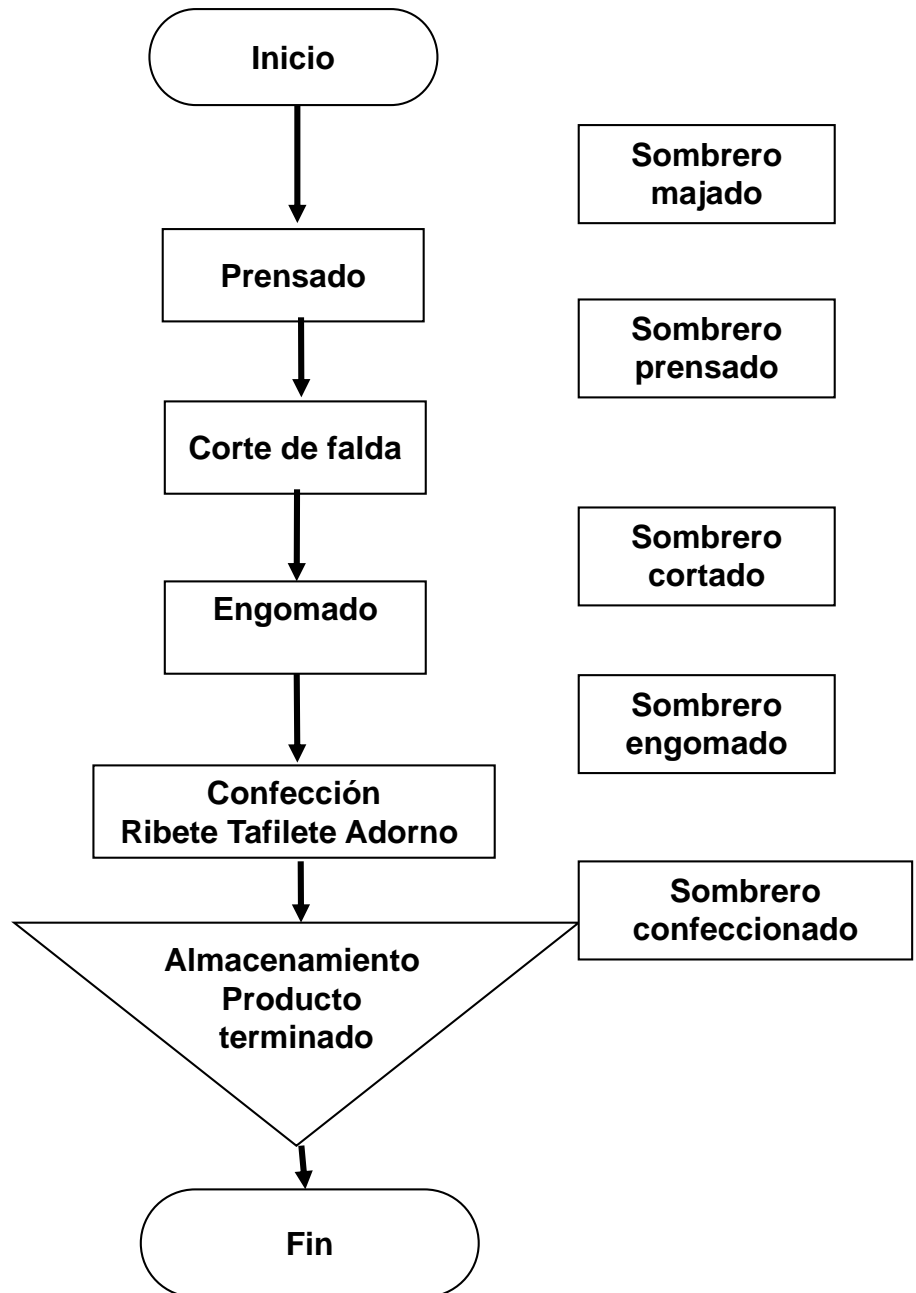 Inicio
Sombrero
majado
Prensado
Sombrero
prensado
Corte de falda
Sombrero
cortado
Engomado
Sombrero
engomado
Confección
Ribete Tafilete Adorno
Sombrero
confeccionado
Almacenamiento
Producto
terminado
Fin